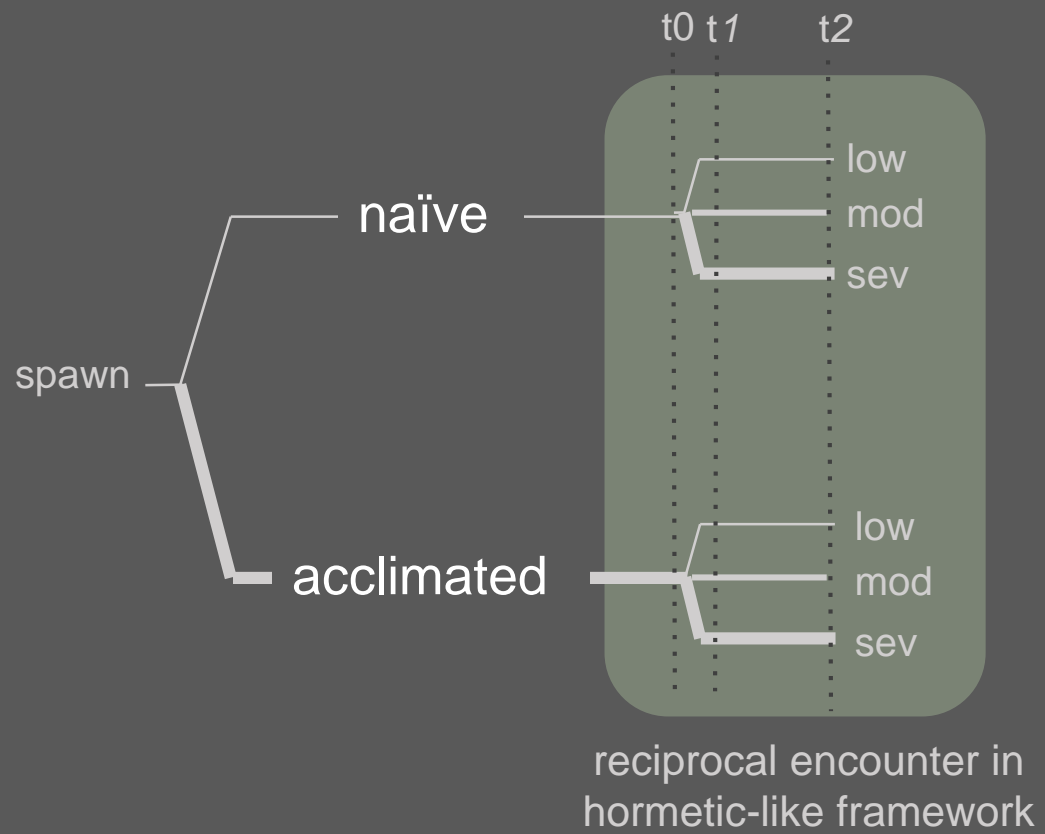 t0 t1 t2
low
naïve
mod
sev
spawn
low
acclimated
mod
sev
reciprocal encounter in
hormetic-like framework